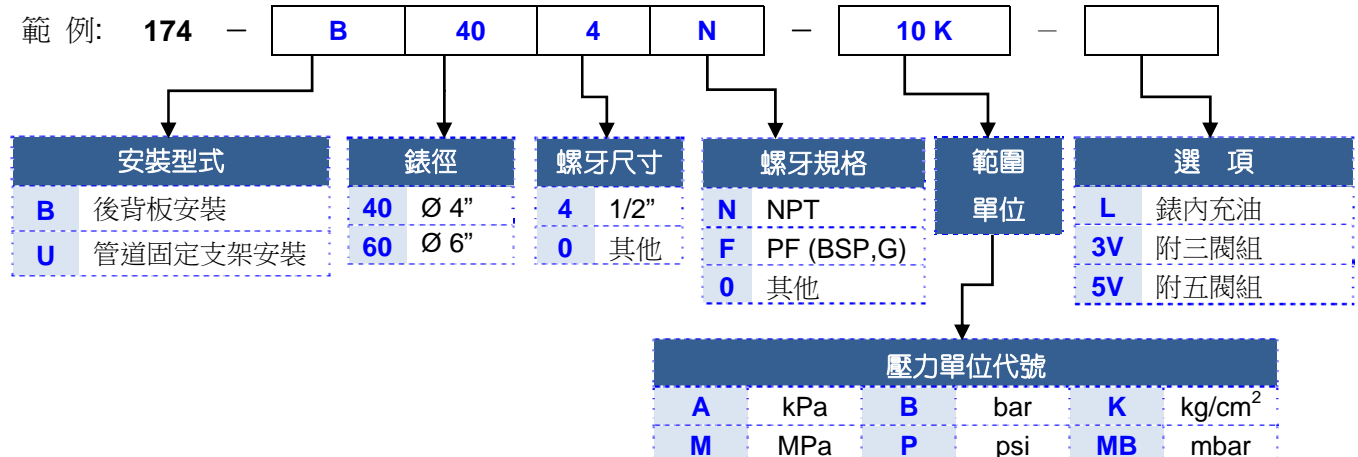 範 例: 174 － B 40 4 N － 10 K －
安裝型式 錶徑 螺牙尺寸 螺牙規格 範圍 選 項
單位
B 後背板安裝 40 Ø 4” 4 1/2” N NPT L 錶內充油
U 管道固定支架安裝 60 Ø 6” 0 其他 F PF (BSP,G) 3V 附三閥組
0 其他 5V 附五閥組
壓力單位代號
A kPa B bar K kg/cm²
M MPa P psi MB mbar